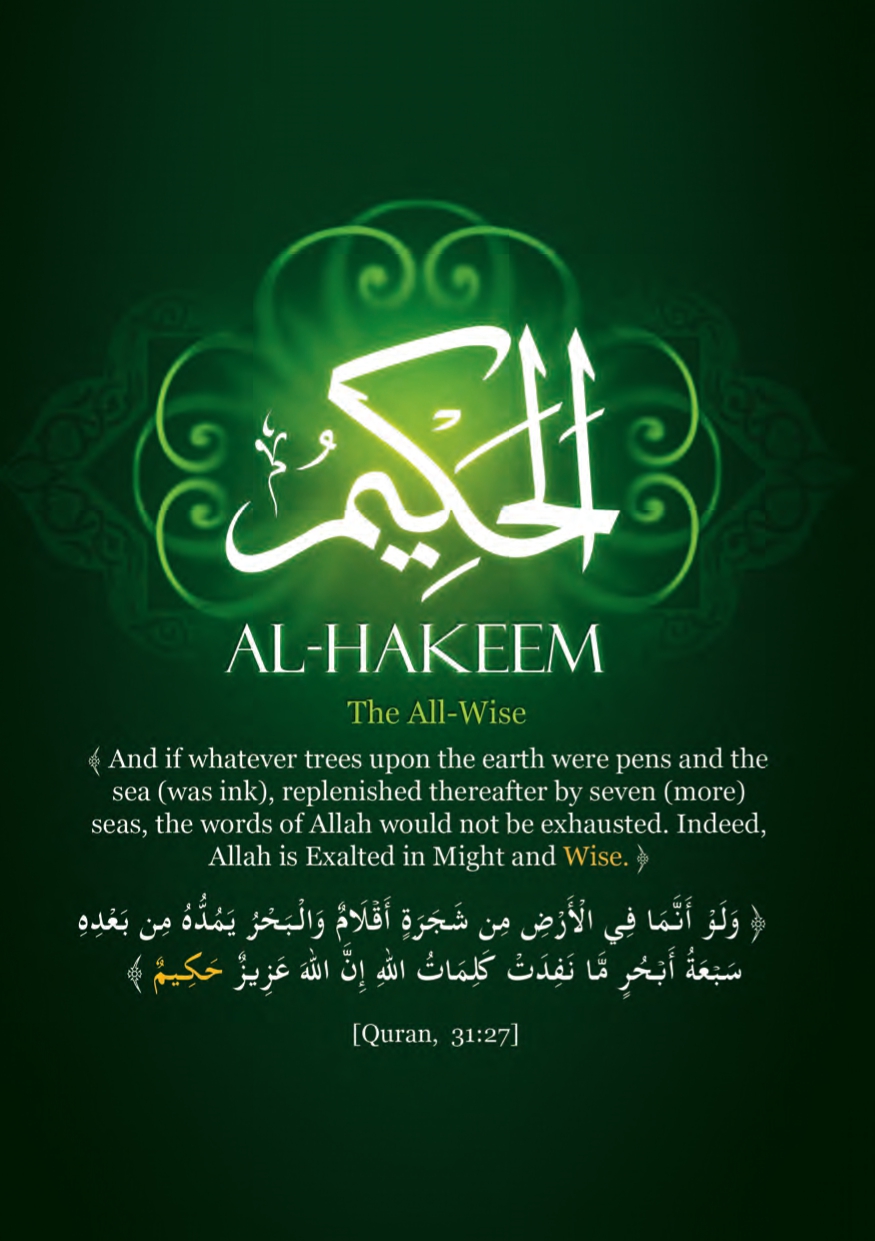 الحكيمُ
AL-HAKEEM
The All-Wise
﴾ And if whatever trees upon the earth were pens and the
sea (was ink), replenished thereafter by seven (more)
seas, the words of Allah would not be exhausted. Indeed,
Allah is Exalted in Might and Wise. ﴿
﴿ وَلَوْ أَنَّمَا فِي الْأَرْضِ مِن شَجَرَةٍ أَقْلَامٌ وَالْبَحْرُ يَمُدُّهُ مِن بَعْدِهِ
سَبْعَةُ أَبْحُرٍ مَّا نَفِدَتْ كَلِمَاتُ اللهِ إِنَّ اللهَ عَزِيزٌ حَكِيمٌ ﴾
[Quran, 31:27]